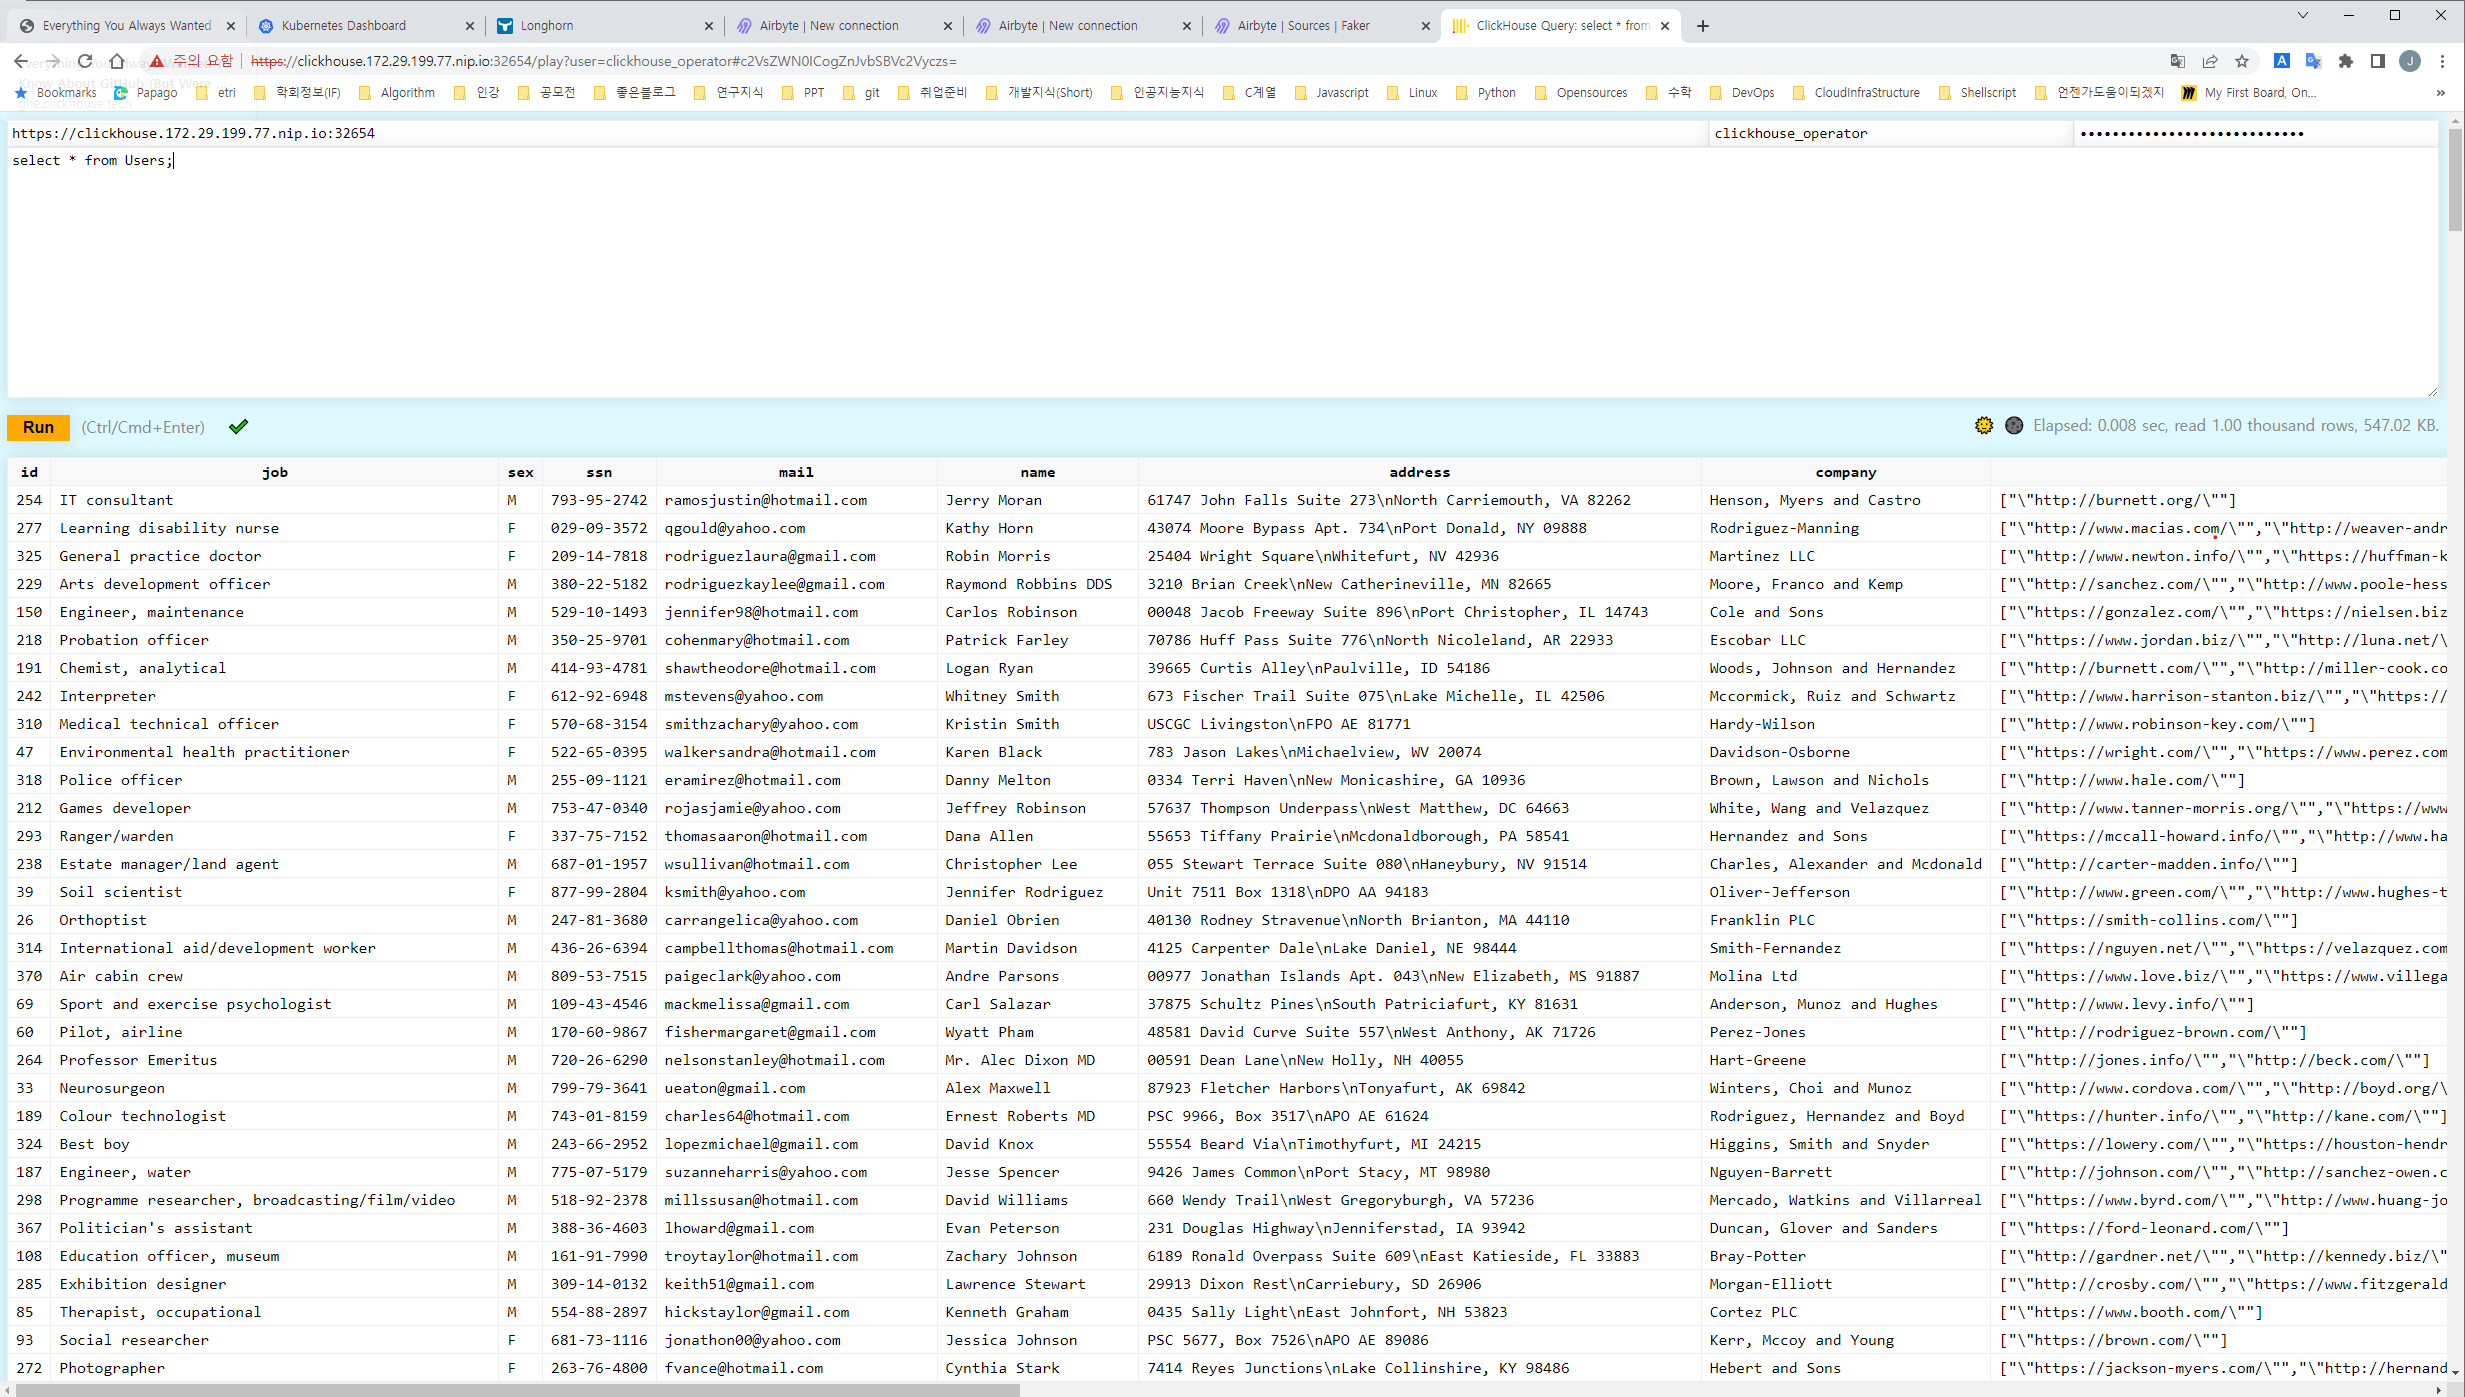 Everything You Always Wanted
Kubernetes Dashboard
Longhorn
Airbyte | New connection
Airbyte | New connection
Airbyte | Sources | Faker
ClickHouse Query: select * from
주의 요함 https://clickhouse.172.29.199.77.nip.io:32654/play?user=clickhouse_operator#c2VsZWN0ICogZnJvbSBVc2Vyczs=
Bookmarks Papago etri 학회정보(IF) Algorithm 인강 공모전 좋은블로그 연구지식 PPT git 취업준비 개발지식(Short) 인공지능지식 C계열 Javascript Linux Python Opensources 수학 DevOps CloudInfraStructure Shellscript 언젠가도움이되겠지 My First Board, On... »
https://clickhouse.172.29.199.77.nip.io:32654 clickhouse_operator ••••••••••••••••••••••••••••
select * from Users;
Run (Ctrl/Cmd+Enter) ✔ Elapsed: 0.008 sec, read 1.00 thousand rows, 547.02 KB.
id job sex ssn mail name address company
254 IT consultant M 793-95-2742 ramosjustin@hotmail.com Jerry Moran 61747 John Falls Suite 273\nNorth Carriemouth, VA 82262 Henson, Myers and Castro ["\"http://burnett.org/\""]
277 Learning disability nurse F 029-09-3572 qgould@yahoo.com Kathy Horn 43074 Moore Bypass Apt. 734\nPort Donald, NY 09888 Rodriguez-Manning ["\"http://www.macias.com/\"","\"http://weaver-andr
325 General practice doctor F 209-14-7818 rodriguezlaura@gmail.com Robin Morris 25404 Wright Square\nWhitefurt, NV 42936 Martinez LLC ["\"http://www.newton.info/\"","\"https://huffman-k
229 Arts development officer M 380-22-5182 rodriguezkaylee@gmail.com Raymond Robbins DDS 3210 Brian Creek\nNew Catherineville, MN 82665 Moore, Franco and Kemp ["\"http://sanchez.com/\"","\"http://www.poole-hess
150 Engineer, maintenance M 529-10-1493 jennifer98@hotmail.com Carlos Robinson 00048 Jacob Freeway Suite 896\nPort Christopher, IL 14743 Cole and Sons ["\"https://gonzalez.com/\"","\"https://nielsen.biz
218 Probation officer M 350-25-9701 cohenmary@hotmail.com Patrick Farley 70786 Huff Pass Suite 776\nNorth Nicoleland, AR 22933 Escobar LLC ["\"https://www.jordan.biz/\"","\"http://luna.net/\
191 Chemist, analytical M 414-93-4781 shawtheodore@hotmail.com Logan Ryan 39665 Curtis Alley\nPaulville, ID 54186 Woods, Johnson and Hernandez ["\"http://burnett.com/\"","\"http://miller-cook.co
242 Interpreter F 612-92-6948 mstevens@yahoo.com Whitney Smith 673 Fischer Trail Suite 075\nLake Michelle, IL 42506 Mccormick, Ruiz and Schwartz ["\"http://www.harrison-stanton.biz/\"","\"https://
310 Medical technical officer F 570-68-3154 smithzachary@yahoo.com Kristin Smith USCGC Livingston\nFPO AE 81771 Hardy-Wilson ["\"http://www.robinson-key.com/\""]
47 Environmental health practitioner F 522-65-0395 walkersandra@hotmail.com Karen Black 783 Jason Lakes\nMichaelview, WV 20074 Davidson-Osborne ["\"https://wright.com/\"","\"https://www.perez.com
318 Police officer M 255-09-1121 eramirez@hotmail.com Danny Melton 0334 Terri Haven\nNew Monicashire, GA 10936 Brown, Lawson and Nichols ["\"http://www.hale.com/\""]
212 Games developer M 753-47-0340 rojasjamie@yahoo.com Jeffrey Robinson 57637 Thompson Underpass\nWest Matthew, DC 64663 White, Wang and Velazquez ["\"http://www.tanner-morris.org/\"","\"https://www
293 Ranger/warden F 337-75-7152 thomasaaron@hotmail.com Dana Allen 55653 Tiffany Prairie\nMcdonaldborough, PA 58541 Hernandez and Sons ["\"https://mccall-howard.info/\"","\"http://www.ha
238 Estate manager/land agent M 687-01-1957 wsullivan@hotmail.com Christopher Lee 055 Stewart Terrace Suite 080\nHaneybury, NV 91514 Charles, Alexander and Mcdonald ["\"http://carter-madden.info/\""]
39 Soil scientist F 877-99-2804 ksmith@yahoo.com Jennifer Rodriguez Unit 7511 Box 1318\nDPO AA 94183 Oliver-Jefferson ["\"http://www.green.com/\"","\"http://www.hughes-t
26 Orthoptist M 247-81-3680 carrangelica@yahoo.com Daniel Obrien 40130 Rodney Stravenue\nNorth Brianton, MA 44110 Franklin PLC ["\"https://smith-collins.com/\""]
314 International aid/development worker M 436-26-6394 campbellthomas@hotmail.com Martin Davidson 4125 Carpenter Dale\nLake Daniel, NE 98444 Smith-Fernandez ["\"https://nguyen.net/\"","\"https://velazquez.com
370 Air cabin crew M 809-53-7515 paigeclark@yahoo.com Andre Parsons 00977 Jonathan Islands Apt. 043\nNew Elizabeth, MS 91887 Molina Ltd ["\"https://www.love.biz/\"","\"https://www.villega
69 Sport and exercise psychologist M 109-43-4546 mackmelissa@gmail.com Carl Salazar 37875 Schultz Pines\nSouth Patriciafurt, KY 81631 Anderson, Munoz and Hughes ["\"http://www.levy.info/\""]
60 Pilot, airline M 170-60-9867 fishermargaret@gmail.com Wyatt Pham 48581 David Curve Suite 557\nWest Anthony, AK 71726 Perez-Jones ["\"http://rodriguez-brown.com/\""]
264 Professor Emeritus M 720-26-6290 nelsonstanley@hotmail.com Mr. Alec Dixon MD 00591 Dean Lane\nNew Holly, NH 40055 Hart-Greene ["\"http://jones.info/\"","\"http://beck.com/\""]
33 Neurosurgeon M 799-79-3641 ueaton@gmail.com Alex Maxwell 87923 Fletcher Harbors\nTonyafurt, AK 69842 Winters, Choi and Munoz ["\"http://www.cordova.com/\"","\"http://boyd.org/\
189 Colour technologist M 743-01-8159 charles64@hotmail.com Ernest Roberts MD PSC 9966, Box 3517\nAPO AE 61624 Rodriguez, Hernandez and Boyd ["\"https://hunter.info/\"","\"http://kane.com/\""]
324 Best boy M 243-66-2952 lopezmichael@gmail.com David Knox 55554 Beard Via\nTimothyfurt, MI 24215 Higgins, Smith and Snyder ["\"https://lowery.com/\"","\"https://houston-hendr
187 Engineer, water M 775-07-5179 suzanneharris@yahoo.com Jesse Spencer 9426 James Common\nPort Stacy, MT 98980 Nguyen-Barrett ["\"http://johnson.com/\"","\"http://sanchez-owen.c
298 Programme researcher, broadcasting/film/video M 518-92-2378 millssusan@hotmail.com David Williams 660 Wendy Trail\nWest Gregoryburgh, VA 57236 Mercado, Watkins and Villarreal ["\"https://www.byrd.com/\"","\"http://www.huang-jo
367 Politician's assistant M 388-36-4603 lhoward@gmail.com Evan Peterson 231 Douglas Highway\nJenniferstad, IA 93942 Duncan, Glover and Sanders ["\"https://ford-leonard.com/\""]
108 Education officer, museum M 161-91-7990 troytaylor@hotmail.com Zachary Johnson 6189 Ronald Overpass Suite 609\nEast Katieside, FL 33883 Bray-Potter ["\"http://gardner.net/\"","\"http://kennedy.biz/\"
285 Exhibition designer M 309-14-0132 keith51@gmail.com Lawrence Stewart 29913 Dixon Rest\nCarriebury, SD 26906 Morgan-Elliott ["\"http://crosby.com/\"","\"https://www.fitzgerald
85 Therapist, occupational M 554-88-2897 hickstaylor@gmail.com Kenneth Graham 0435 Sally Light\nEast Johnfort, NH 53823 Cortez PLC ["\"https://www.booth.com/\""]
93 Social researcher F 681-73-1116 jonathon00@yahoo.com Jessica Johnson PSC 5677, Box 7526\nAPO AE 89086 Kerr, Mccoy and Young ["\"https://brown.com/\""]
272 Photographer F 263-76-4800 fvance@hotmail.com Cynthia Stark 7414 Reyes Junctions\nLake Collinshire, KY 98486 Hebert and Sons ["\"https://jackson-myers.com/\"","\"http://hernand